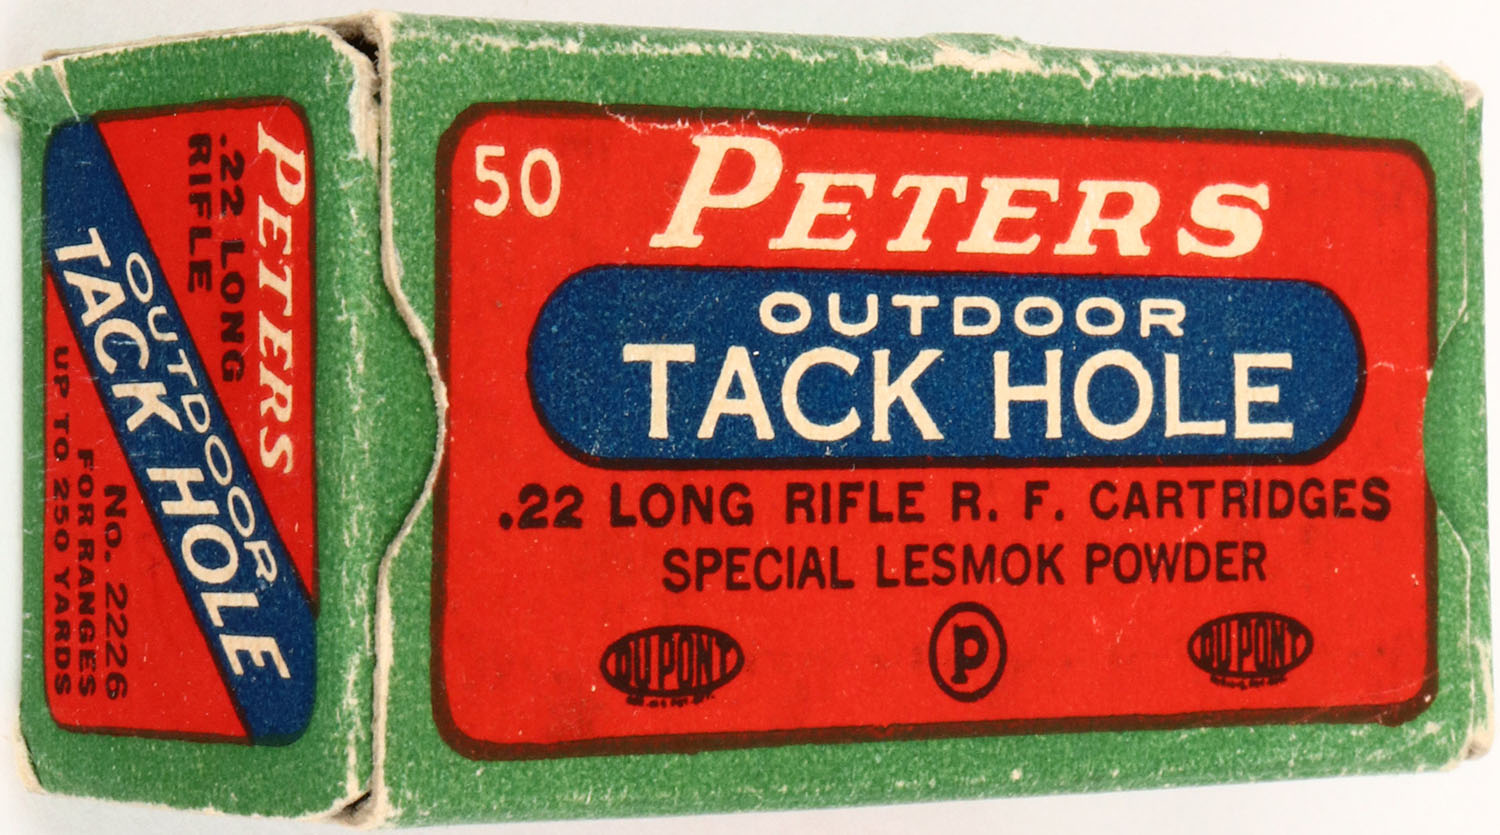 50 PETERS
OUTDOOR
TACK HOLE
.22 LONG RIFLE R. F. CARTRIDGES
SPECIAL LESMOK POWDER
DU PONT
P
DU PONT
PETERS
.22 LONG
RIFLE
OUTDOOR
TACK HOLE
NO. 2226
FOR RANGES
UP TO 250 YARDS